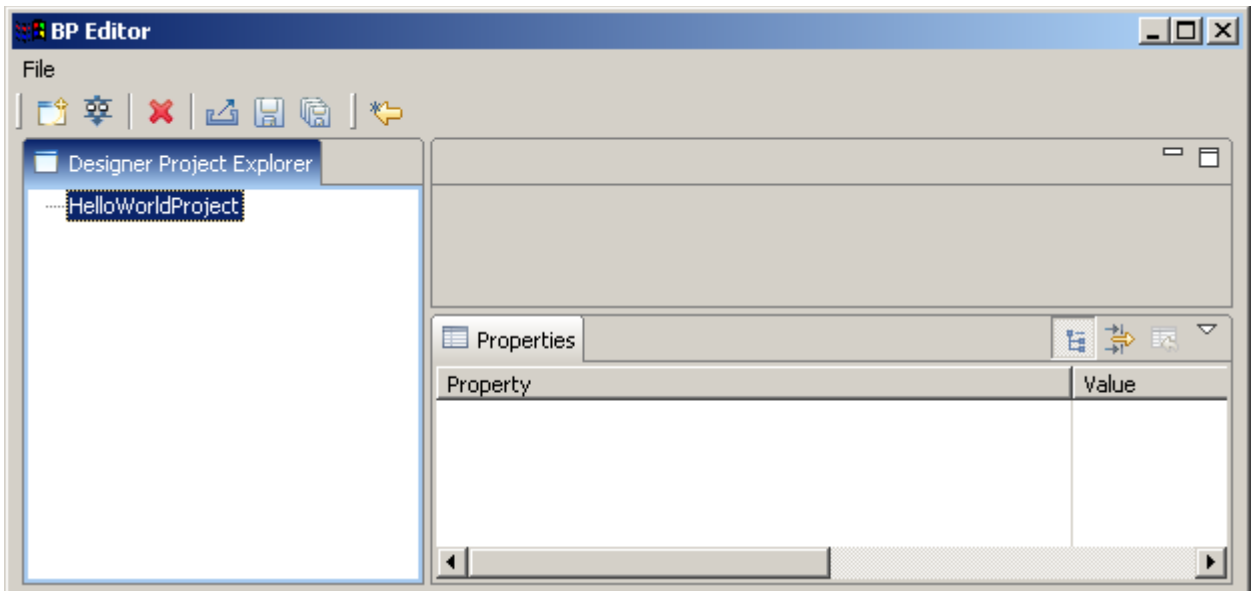 BP Editor
File
Designer Project Explorer
HelloWorldProject
Properties
Property Value